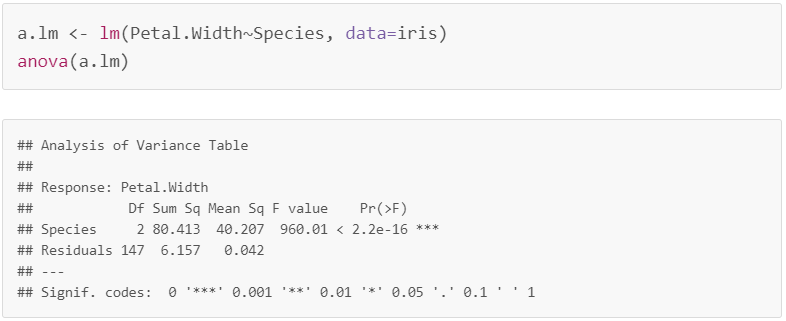 a.lm <- lm(Petal.Width~Species, data=iris)
anova(a.lm)
## Analysis of Variance Table
##
## Response: Petal.Width
##            Df Sum Sq Mean Sq F value    Pr(>F)
## Species     2 80.413  40.207  960.01 < 2.2e-16 ***
## Residuals 147  6.157   0.042
## ---
## Signif. codes:  0 '***' 0.001 '**' 0.01 '*' 0.05 '.' 0.1 ' ' 1